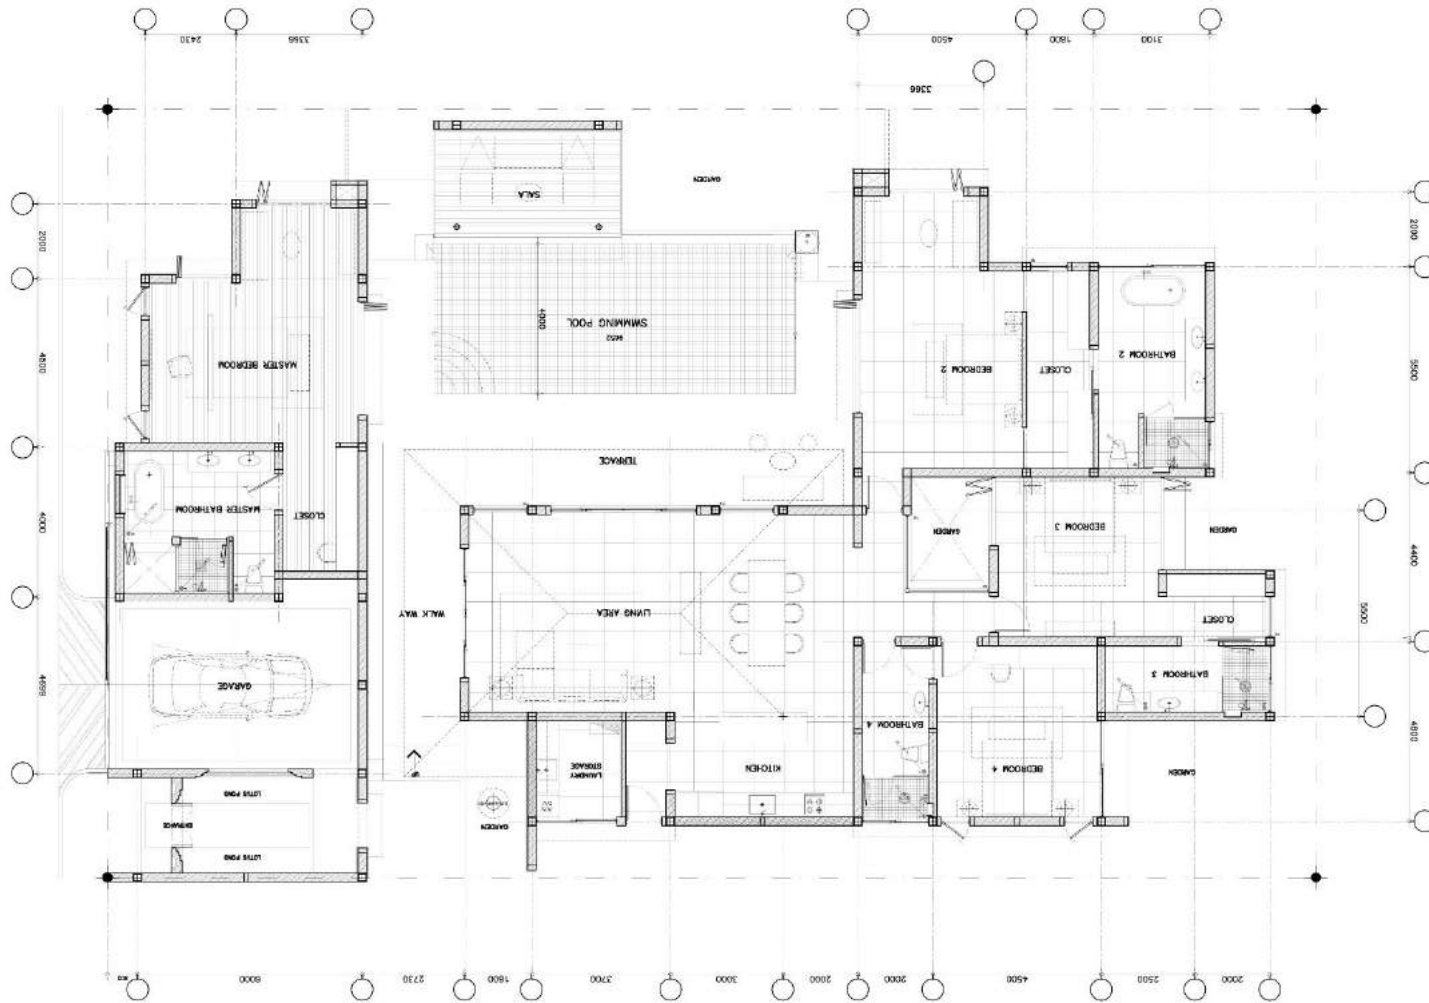 2000
2500
4500
2000
2000
3000
3700
1800
2730
6000
LOTUS POND
ENTRANCE
LOTUS POND
GARDEN
BEDROOM 4
KITCHEN
LAUNDRY
STORAGE
GARDEN
4800
BATHROOM 4
BATHROOM 3
GARAGE
4699
5500
CLOSET
LIVING AREA
WALK WAY
4400
GARDEN
BEDROOM 3
GARDEN
CLOSET
MASTER BATHROOM
4000
TERRACE
5500
BATHROOM 2
CLOSET
BEDROOM 2
9652
SWIMMING POOL
4000
MASTER BEDROOM
4500
2000
SALA
2000
GARDEN
3366
3100
1800
4500
3366
2430